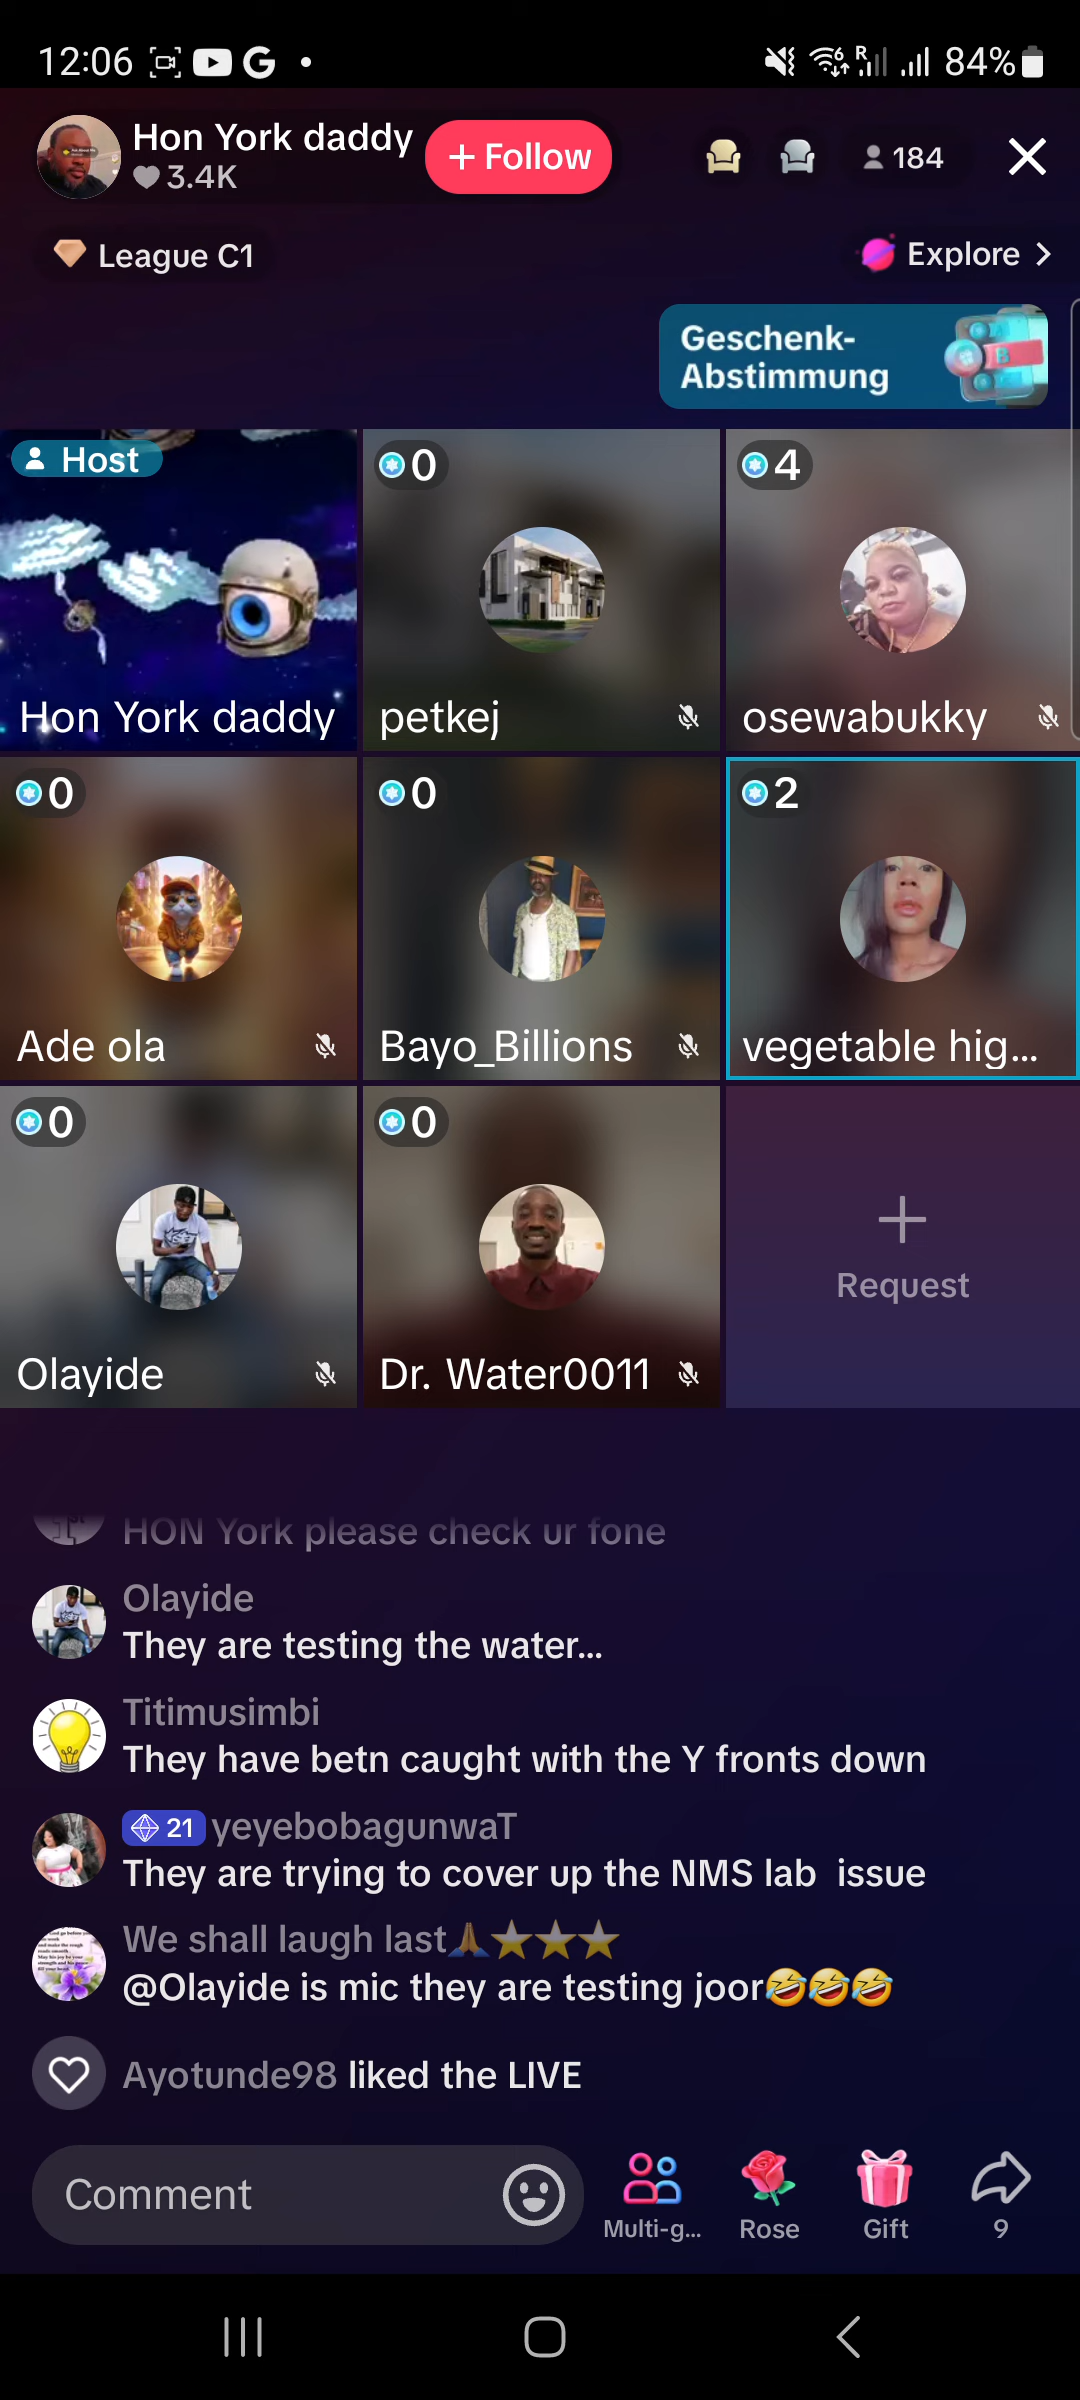 12:06
84%
Hon York daddy
3.4K
+ Follow
184
League C1
Explore
Geschenk-
Abstimmung
Host
Hon York daddy
0
petkej
4
osewabukky
0
Ade ola
0
Bayo_Billions
2
vegetable hig...
0
Olayide
0
Dr. Water0011
Request
HON York please check ur fone
Olayide
They are testing the water...
Titimusimbi
They have betn caught with the Y fronts down
21 yeyebobagunwaT
They are trying to cover up the NMS lab  issue
We shall laugh last🙏⭐⭐⭐
@Olayide is mic they are testing joor🤣🤣🤣
Ayotunde98 liked the LIVE
Comment
Multi-g...
Rose
Gift
9